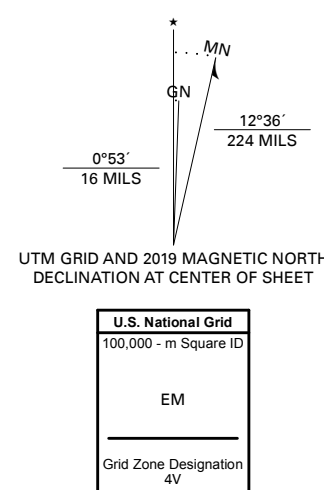 ★
MN
GN
12°36´
224 MILS
0°53´
16 MILS
UTM GRID AND 2019 MAGNETIC NORTH
DECLINATION AT CENTER OF SHEET
U.S. National Grid
100,000 - m Square ID
EM
Grid Zone Designation
4V